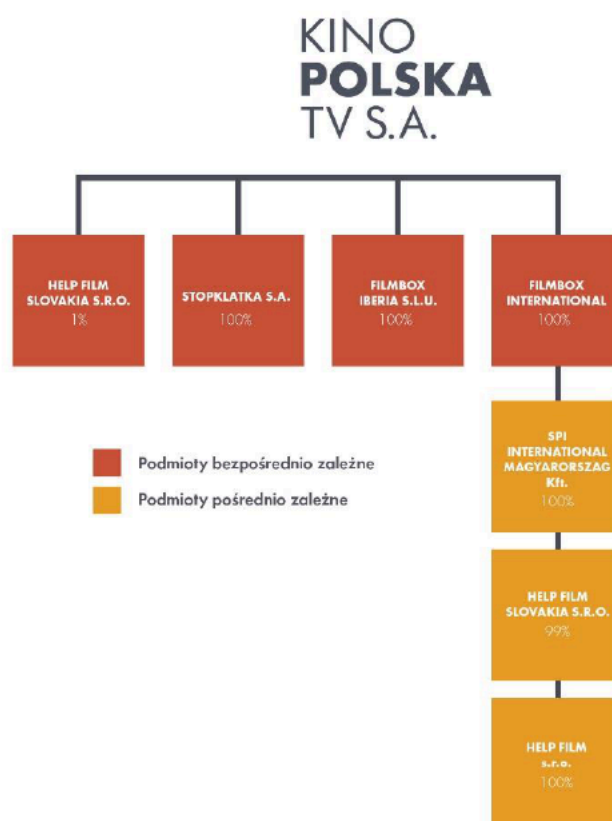 KINO
POLSKA
TV S.A.
HELP FILM
SLOVAKIA S.R.O.
1%
STOPKLATKA S.A.
100%
FILMBOX
IBERIA S.L.U.
100%
FILMBOX
INTERNATIONAL
100%
SPI
INTERNATIONAL
MAGYARORSZAG
Kft.
100%
Podmioty bezpośrednio zależne
Podmioty pośrednio zależne
HELP FILM
SLOVAKIA S.R.O.
99%
HELP FILM
s.r.o.
100%